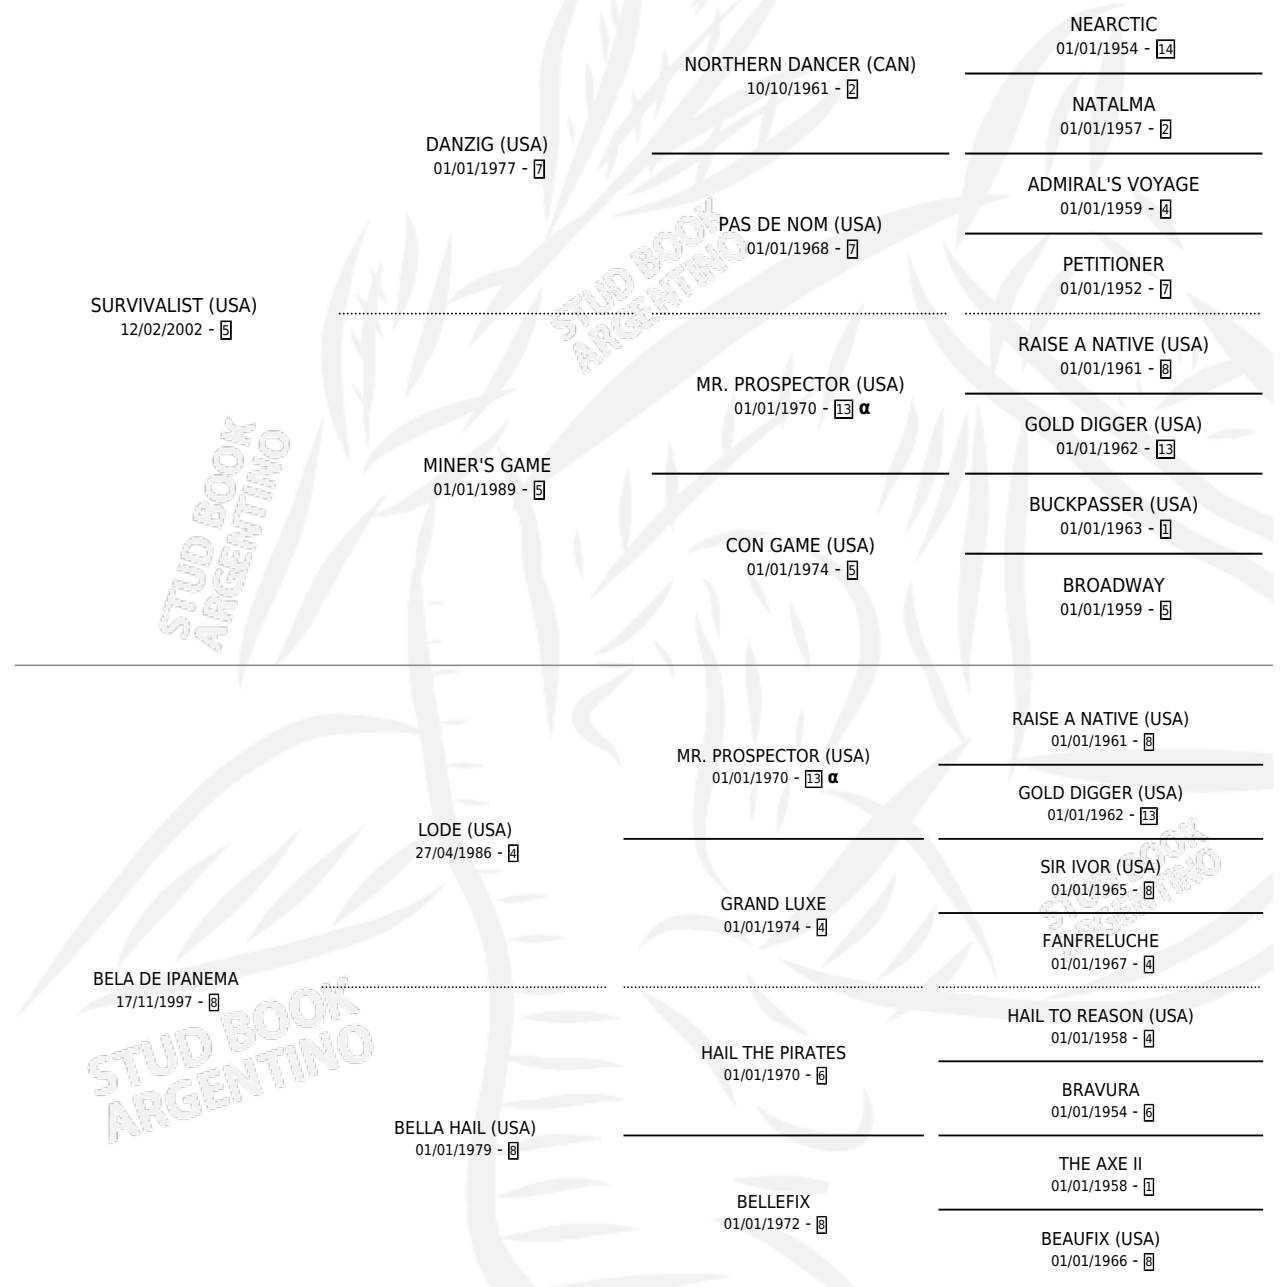 NEARCTIC
01/01/1954 - 14
NORTHERN DANCER (CAN)
10/10/1961 - 2
NATALMA
01/01/1957 - 2
DANZIG (USA)
01/01/1977 - 7
ADMIRAL'S VOYAGE
01/01/1959 - 4
PAS DE NOM (USA)
01/01/1968 - 7
PETITIONER
01/01/1952 - 7
SURVIVALIST (USA)
12/02/2002 - 5
RAISE A NATIVE (USA)
01/01/1961 - 8
MR. PROSPECTOR (USA)
01/01/1970 - 13 α
GOLD DIGGER (USA)
01/01/1962 - 13
MINER'S GAME
01/01/1989 - 5
BUCKPASSER (USA)
01/01/1963 - 1
CON GAME (USA)
01/01/1974 - 5
BROADWAY
01/01/1959 - 5
RAISE A NATIVE (USA)
01/01/1961 - 8
MR. PROSPECTOR (USA)
01/01/1970 - 13 α
GOLD DIGGER (USA)
01/01/1962 - 13
LODE (USA)
27/04/1986 - 4
SIR IVOR (USA)
01/01/1965 - 8
GRAND LUXE
01/01/1974 - 4
FANFRELUCHE
01/01/1967 - 4
BELA DE IPANEMA
17/11/1997 - 8
HAIL TO REASON (USA)
01/01/1958 - 4
HAIL THE PIRATES
01/01/1970 - 6
BRAVURA
01/01/1954 - 6
BELLA HAIL (USA)
01/01/1979 - 8
THE AXE II
01/01/1958 - 1
BELLEFIX
01/01/1972 - 8
BEAUFIX (USA)
01/01/1966 - 8
STUD BOOK
ARGENTINO
STUD BOOK
ARGENTINO
STUD BOOK
ARGENTINO
STUD BOOK
ARGENTINO